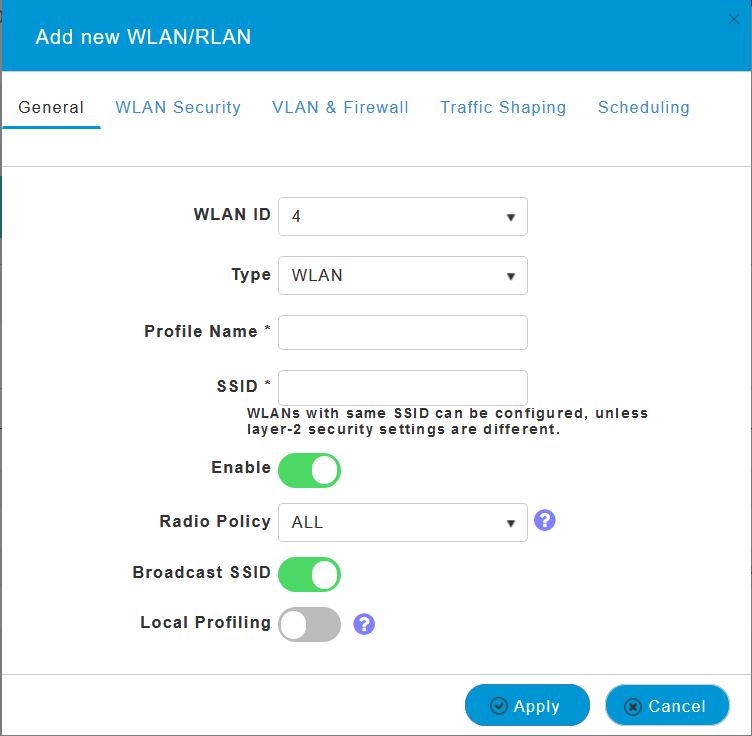 Add new WLAN/RLAN
General WLAN Security VLAN & Firewall Traffic Shaping Scheduling
WLAN ID 4
Type WLAN
Profile Name *
SSID *
WLANs with same SSID can be configured, unless
layer-2 security settings are different.
Enable
Radio Policy ALL ?
Broadcast SSID
Local Profiling ?
Apply Cancel